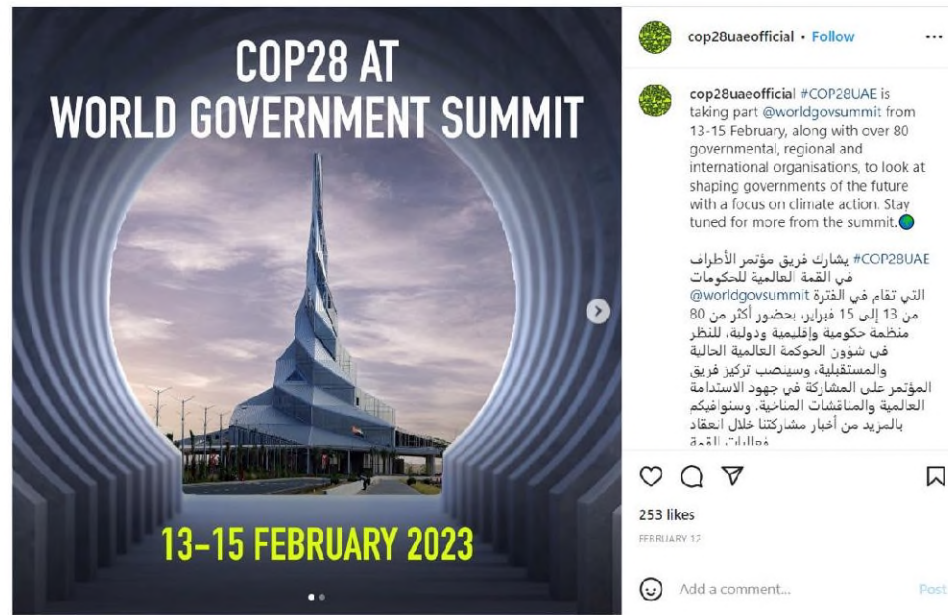 COP28 AT
WORLD GOVERNMENT SUMMIT
13-15 FEBRUARY 2023
cop28uaeofficial • Follow
cop28uaeofficial #COP28UAE is
taking part @worldgovsummit from
13-15 February, along with over 80
governmental, regional and
international organisations, to look at
shaping governments of the future
with a focus on climate action. Stay
tuned for more from the summit.
#COP28UAE يشارك فريق مؤتمر الأطراف
في القمة العالمية للحكومات
@worldgovsummit التي تقام في الفترة
من 13 إلى 15 فبراير، بحضور أكثر من 80
منظمة حكومية وإقليمية ودولية، للنظر
في شؤون الحوكمة العالمية الحالية
والمستقبلية، وسينصب تركيز فريق
المؤتمر على المشاركة في جهود الاستدامة
العالمية والمناقشات المناخية. وسنوافيكم
بالمزيد من أخبار مشاركتنا خلال انعقاد
فعاليات القمة
253 likes
FEBRUARY 12
Add a comment...
Post